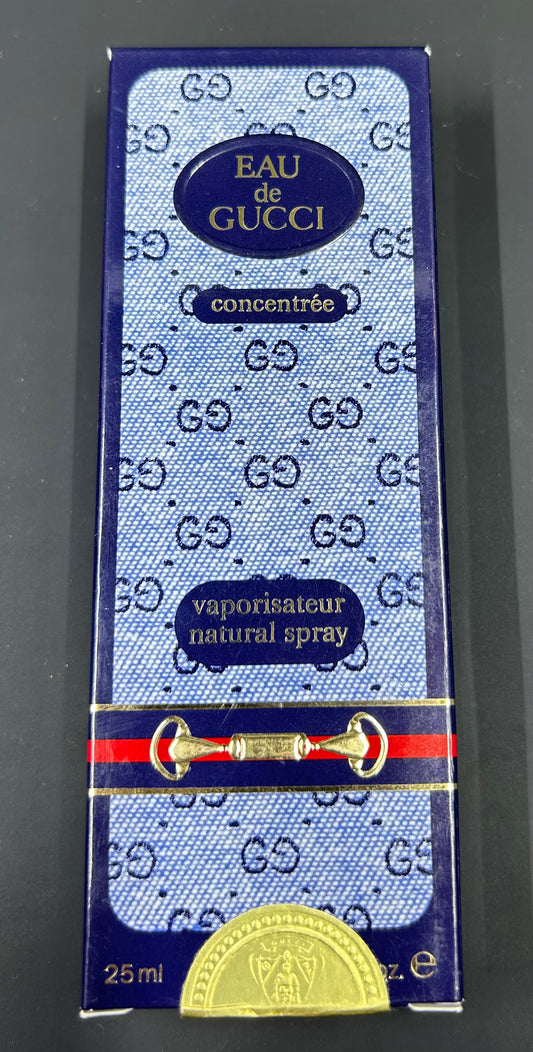 EAU
de
GUCCI
concentrée
vaporisateur
natural spray
25 ml
oz. ℮